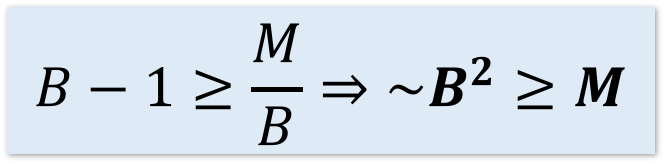 B − 1 ≥ M/B ⇒ ~B² ≥ M